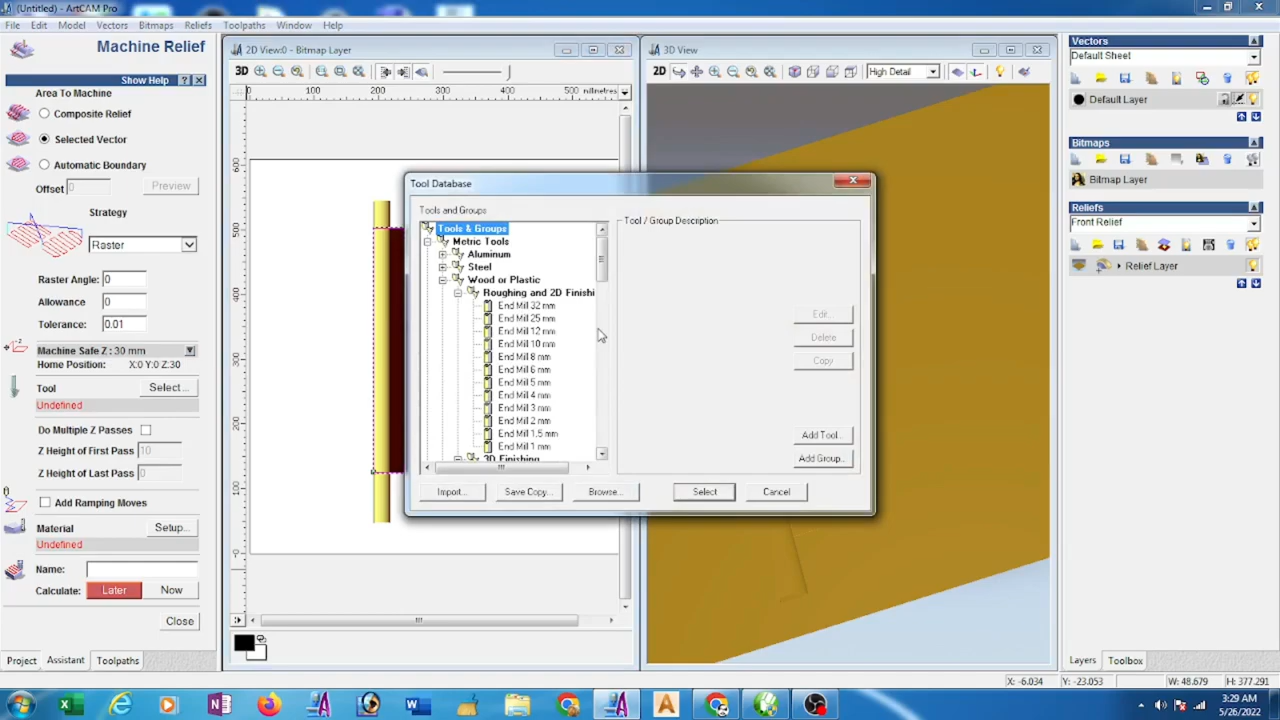 (Untitled) - ArtCAM Pro
File Edit Model Vectors Bitmaps Reliefs Toolpaths Window Help
Machine Relief
Show Help ?
Area To Machine
Composite Relief
Selected Vector
Automatic Boundary
Offset 0 Preview
Strategy
Raster
Raster Angle: 0
Allowance 0
Tolerance: 0.01
Machine Safe Z : 30 mm
Home Position: X:0 Y:0 Z:30
Tool Select...
Undefined
Do Multiple Z Passes
Z Height of First Pass 10
Z Height of Last Pass 0
Add Ramping Moves
Material Setup...
Undefined
Name:
Calculate: Later Now
Close
Project Assistant Toolpaths
2D View:0 - Bitmap Layer
3D
0 100 200 300 400 500 millimetres
600
500
400
300
200
100
0
3D View
2D High Detail
Tool Database
Tools and Groups
Tools & Groups
Metric Tools
Aluminum
Steel
Wood or Plastic
Roughing and 2D Finishi
End Mill 32 mm
End Mill 25 mm
End Mill 12 mm
End Mill 10 mm
End Mill 8 mm
End Mill 6 mm
End Mill 5 mm
End Mill 4 mm
End Mill 3 mm
End Mill 2 mm
End Mill 1.5 mm
End Mill 1 mm
3D Finishing
Tool / Group Description
Edit...
Delete
Copy
Add Tool...
Add Group...
Import... Save Copy... Browse... Select Cancel
Vectors
Default Sheet
Default Layer
Bitmaps
Bitmap Layer
Reliefs
Front Relief
Relief Layer
Layers Toolbox
X: -6.034 Y: -23.053 W: 48.679 H: 377.291
3:29 AM
5/26/2022